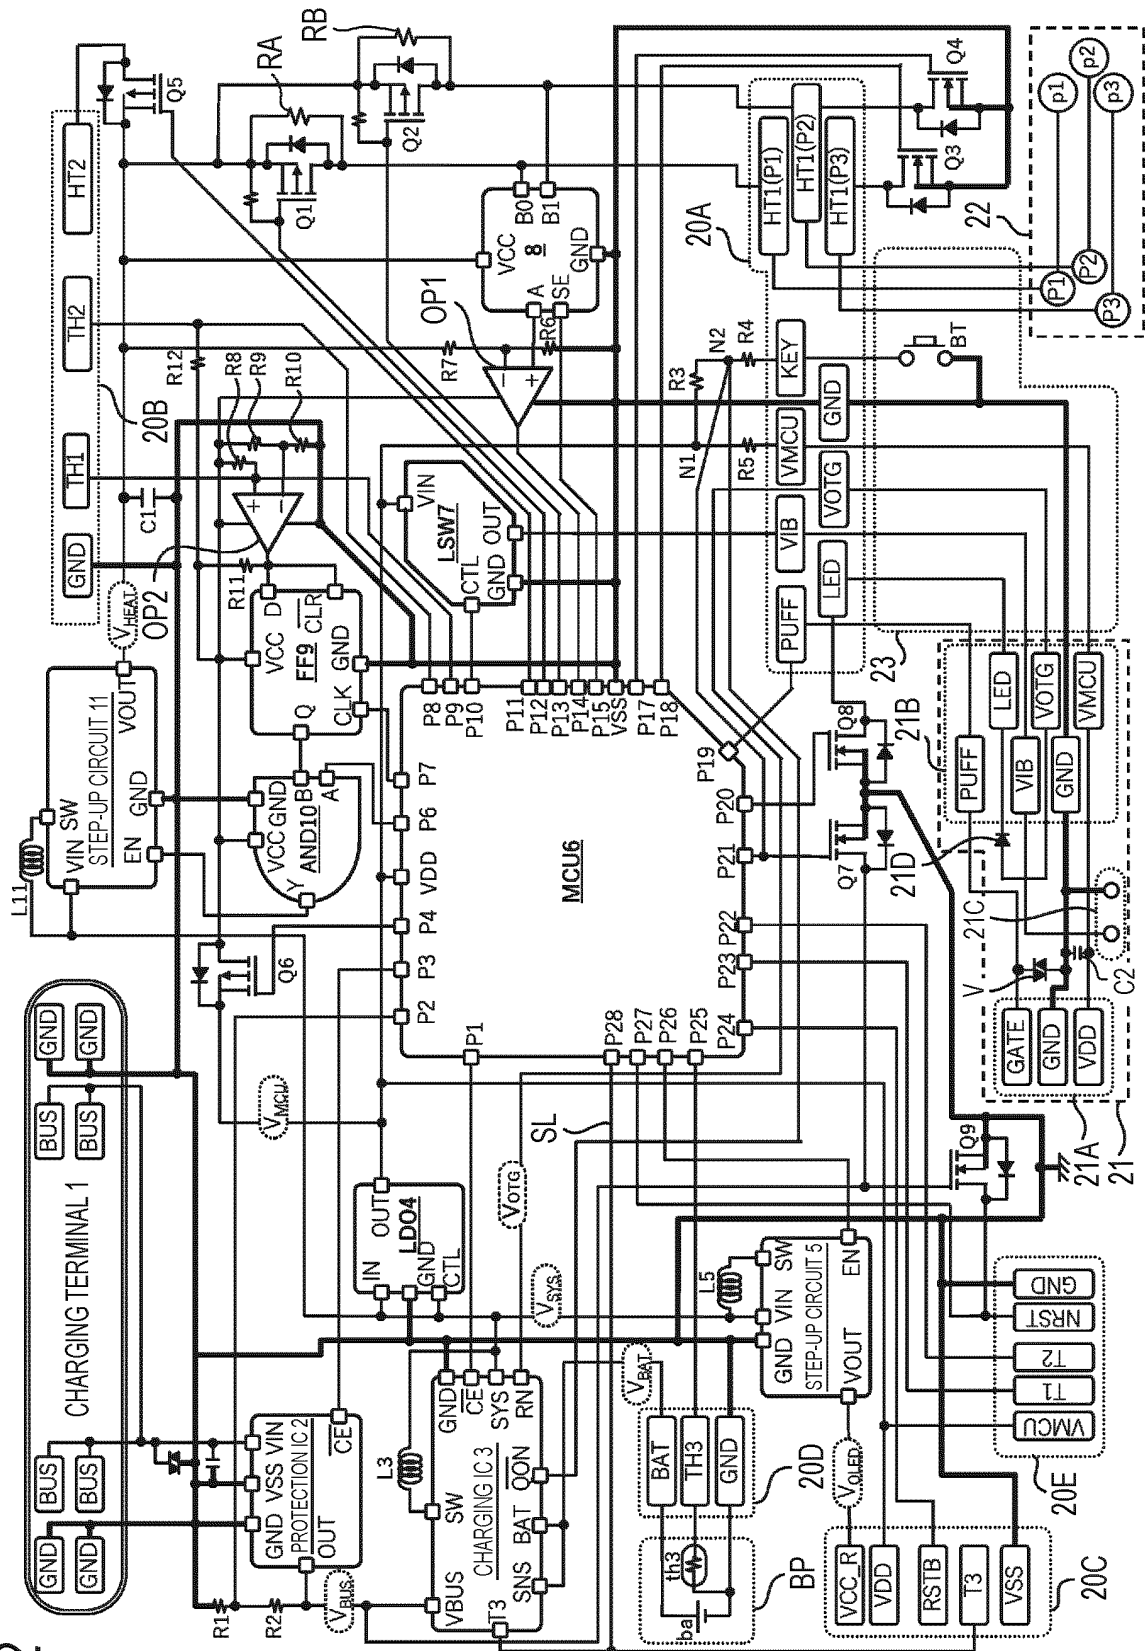 CHARGING TERMINAL 1
GND
GND
BUS
BUS
BUS
BUS
GND
GND
L11
VIN
SW
STEP-UP CIRCUIT 11
EN
GND
VOUT
VHEAT
GND
TH1
TH2
HT2
20B
C1
OP2
R12
R8
R9
R10
R11
Q5
RA
RB
Q1
Q2
VCC
D
FF9
CLR
Q
CLK
GND
VCC
GND
AND10
B
A
Y
Q6
VMCU
OP1
R7
R6
VCC
8
B0
B1
A
SE
GND
VIN
LSW7
CTL
GND
OUT
Q4
Q3
HT1(P1)
HT1(P2)
HT1(P3)
20A
22
p1
p2
p3
P1
P2
P3
R3
R4
R5
N1
N2
KEY
GND
VMCU
VOTG
VIB
LED
PUFF
BT
23
MCU6
P1
P2
P3
P4
VDD
P6
P7
P8
P9
P10
P11
P12
P13
P14
P15
VSS
P17
P18
P19
P20
P21
P22
P23
P24
P25
P26
P27
P28
Q8
Q7
21B
21D
PUFF
LED
VIB
VOTG
GND
VMCU
21C
V
C2
GATE
GND
VDD
21A
21
Q9
IN
OUT
LDO4
GND
CTL
VOTG
SL
VSYS
L5
SW
VIN
GND
STEP-UP CIRCUIT 5
EN
VOUT
VIN
VSS
GND
PROTECTION IC 2
OUT
CE
R1
R2
VBUS
L3
GND
CE
SYS
RN
SW
CHARGING IC 3
VBUS
T3
SNS
BAT
QON
VBAT
BAT
TH3
GND
20D
th3
ba
BP
VOLED
VCC_R
VDD
RSTB
T3
VSS
20C
VMCU
T1
T2
NRST
GND
20E